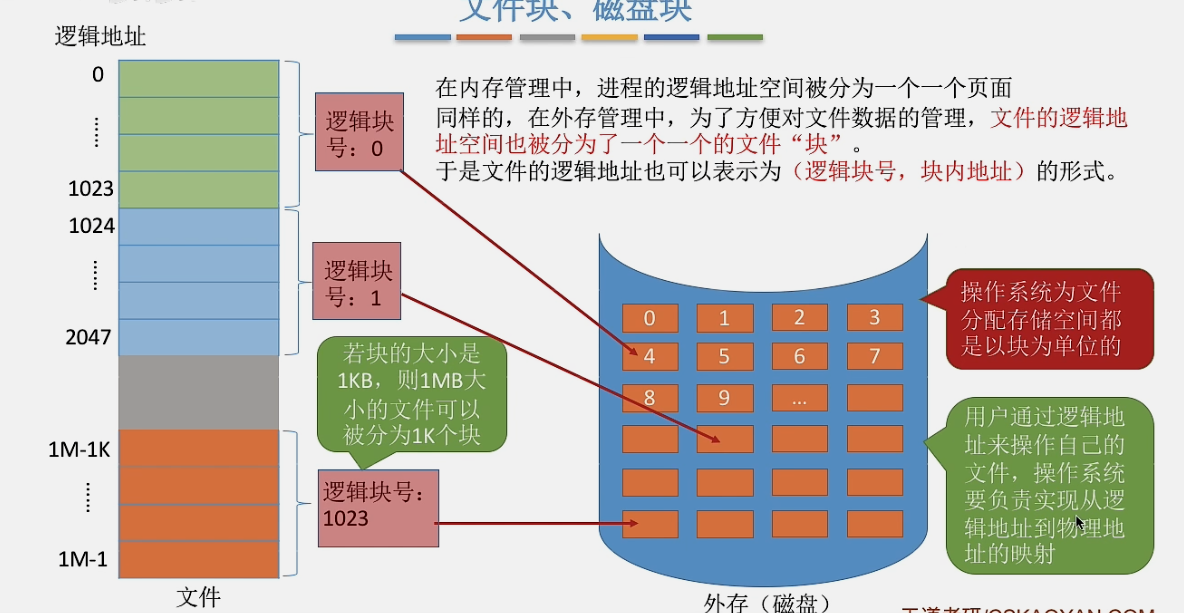 文件块、磁盘块
逻辑地址
0
1023
1024
2047
1M-1K
1M-1
文件
逻辑块
号：0
逻辑块
号：1
若块的大小是
1KB，则1MB大
小的文件可以
被分为1K个块
逻辑块号：
1023
在内存管理中，进程的逻辑地址空间被分为一个一个页面
同样的，在外存管理中，为了方便对文件数据的管理，文件的逻辑地
址空间也被分为了一个一个的文件“块”。
于是文件的逻辑地址也可以表示为（逻辑块号，块内地址）的形式。
0 1 2 3
4 5 6 7
8 9 ...
外存（磁盘）
操作系统为文件
分配存储空间都
是以块为单位的
用户通过逻辑地
址来操作自己的
文件，操作系统
要负责实现从逻
辑地址到物理地
址的映射
王道考研/CSKAOYAN.COM